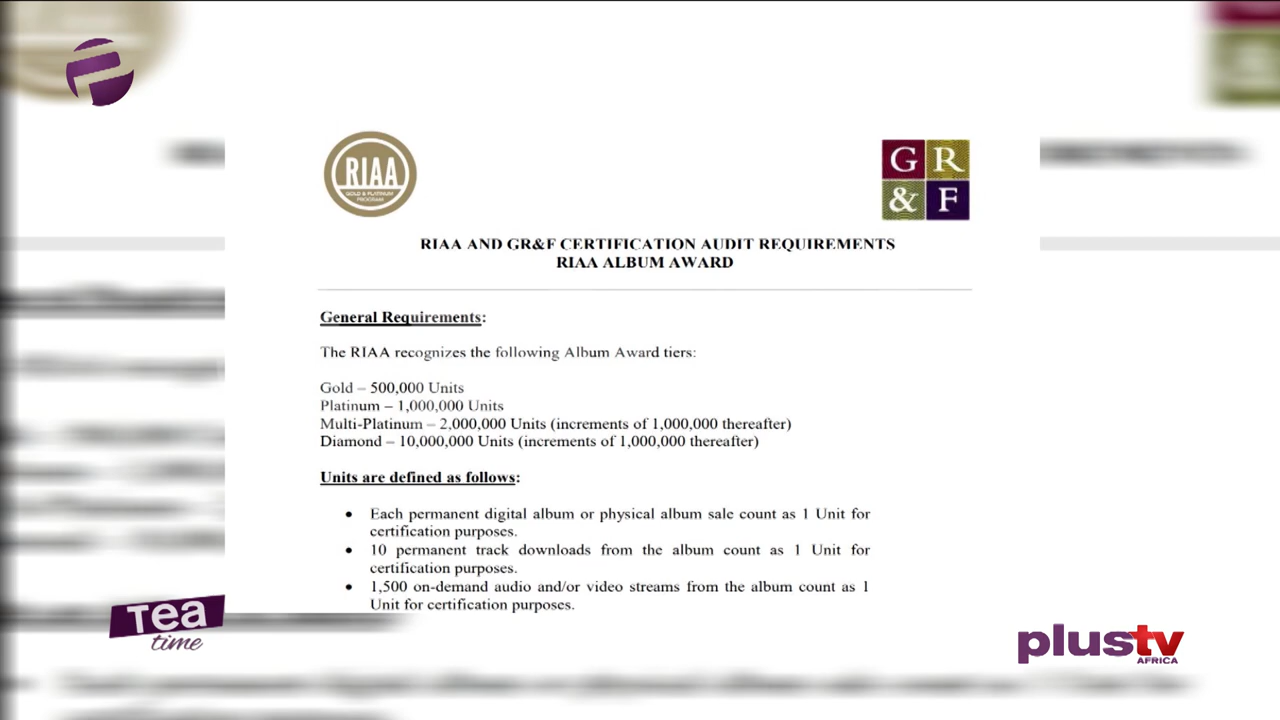 RIAA
GOLD & PLATINUM
PROGRAM
GR
&F
RIAA AND GR&F CERTIFICATION AUDIT REQUIREMENTS
RIAA ALBUM AWARD
General Requirements:
The RIAA recognizes the following Album Award tiers:
Gold – 500,000 Units
Platinum – 1,000,000 Units
Multi-Platinum – 2,000,000 Units (increments of 1,000,000 thereafter)
Diamond – 10,000,000 Units (increments of 1,000,000 thereafter)
Units are defined as follows:
• Each permanent digital album or physical album sale count as 1 Unit for
certification purposes.
• 10 permanent track downloads from the album count as 1 Unit for
certification purposes.
• 1,500 on-demand audio and/or video streams from the album count as 1
Unit for certification purposes.
Tea
time
plustv
AFRICA